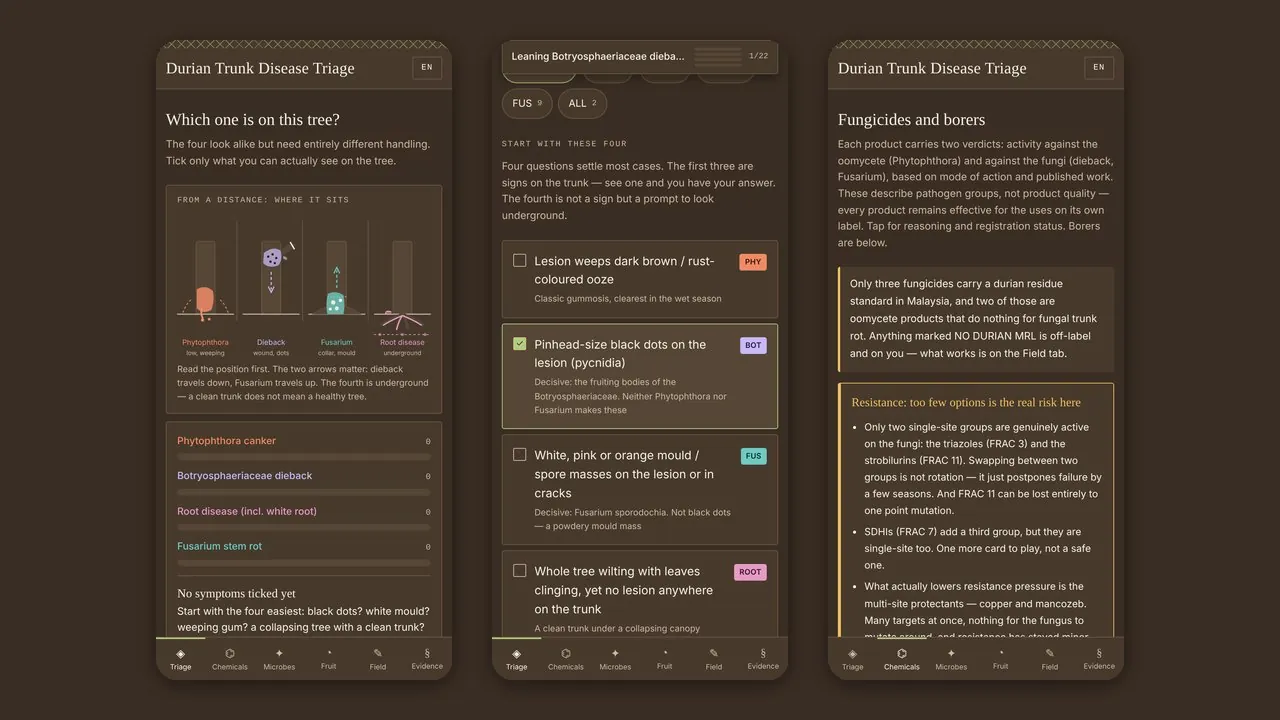 Durian Trunk Disease Triage
EN
Which one is on this tree?
The four look alike but need entirely different handling.
Tick only what you can actually see on the tree.
FROM A DISTANCE: WHERE IT SITS
Phytophthora
low, weeping
Dieback
wound, dots
Fusarium
collar, mould
Root disease
underground
Read the position first. The two arrows matter: dieback
travels down, Fusarium travels up. The fourth is underground
— a clean trunk does not mean a healthy tree.
Phytophthora canker 0
Botryosphaeriaceae dieback 0
Root disease (incl. white root) 0
Fusarium stem rot 0
No symptoms ticked yet
Start with the four easiest: black dots? white mould?
weeping gum? a collapsing tree with a clean trunk?
Triage
Chemicals
Microbes
Fruit
Field
§
Evidence
Leaning Botryosphaeriaceae dieba… 1/22
FUS 9
ALL 2
START WITH THESE FOUR
Four questions settle most cases. The first three are
signs on the trunk — see one and you have your answer.
The fourth is not a sign but a prompt to look
underground.
Lesion weeps dark brown / rust-
coloured ooze
PHY
Classic gummosis, clearest in the wet season
Pinhead-size black dots on the
lesion (pycnidia)
BOT
Decisive: the fruiting bodies of the
Botryosphaeriaceae. Neither Phytophthora nor
Fusarium makes these
White, pink or orange mould /
spore masses on the lesion or in
cracks
FUS
Decisive: Fusarium sporodochia. Not black dots
— a powdery mould mass
Whole tree wilting with leaves
clinging, yet no lesion anywhere
on the trunk
ROOT
A clean trunk under a collapsing canopy
Triage
Chemicals
Microbes
Fruit
Field
§
Evidence
Durian Trunk Disease Triage
EN
Fungicides and borers
Each product carries two verdicts: activity against the
oomycete (Phytophthora) and against the fungi (dieback,
Fusarium), based on mode of action and published work.
These describe pathogen groups, not product quality —
every product remains effective for the uses on its own
label. Tap for reasoning and registration status. Borers
are below.
Only three fungicides carry a durian residue
standard in Malaysia, and two of those are
oomycete products that do nothing for fungal trunk
rot. Anything marked NO DURIAN MRL is off-label
and on you — what works is on the Field tab.
Resistance: too few options is the real risk here
• Only two single-site groups are genuinely active
on the fungi: the triazoles (FRAC 3) and the
strobilurins (FRAC 11). Swapping between two
groups is not rotation — it just postpones failure by
a few seasons. And FRAC 11 can be lost entirely to
one point mutation.
• SDHIs (FRAC 7) add a third group, but they are
single-site too. One more card to play, not a safe
one.
• What actually lowers resistance pressure is the
multi-site protectants — copper and mancozeb.
Many targets at once, nothing for the fungus to
mutate around, and resistance has stayed minor
Triage
Chemicals
Microbes
Fruit
Field
§
Evidence